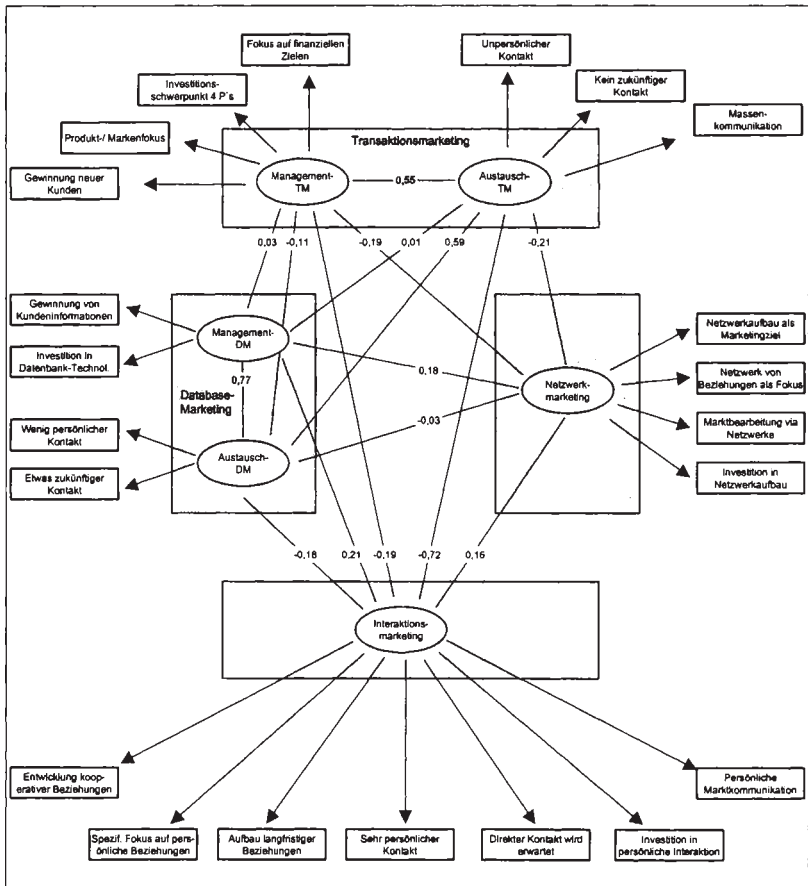 Fokus auf finanziellen
Zielen
Unpersönlicher
Kontakt
Investitions-
schwerpunkt 4 P`s
Kein zukünftiger
Kontakt
Produkt-/ Markenfokus
Transaktionsmarketing
Massen-
kommunikation
Gewinnung neuer
Kunden
Management-
TM
0,55
Austausch-
TM
0,03
-0,11
-0,19
0,01
0,59
-0,21
Gewinnung von
Kundeninformationen
Management-
DM
Investition in
Datenbank-Technol.
0,77
Database-
Marketing
0,18
Netzwerk-
marketing
Netzwerkaufbau als
Marketingziel
Netzwerk von
Beziehungen als Fokus
-0,03
Wenig persönlicher
Kontakt
Austausch-
DM
Etwas zukünftiger
Kontakt
Marktbearbeitung via
Netzwerke
Investition in
Netzwerkaufbau
-0,18
0,21
-0,19
-0,72
0,16
Interaktions-
marketing
Entwicklung koop-
erativer Beziehungen
Persönliche
Marktkommunikation
Spezif. Fokus auf pers-
önliche Beziehungen
Aufbau langfristiger
Beziehungen
Sehr persönlicher
Kontakt
Direkter Kontakt wird
erwartet
Investition in
persönliche Interaktion